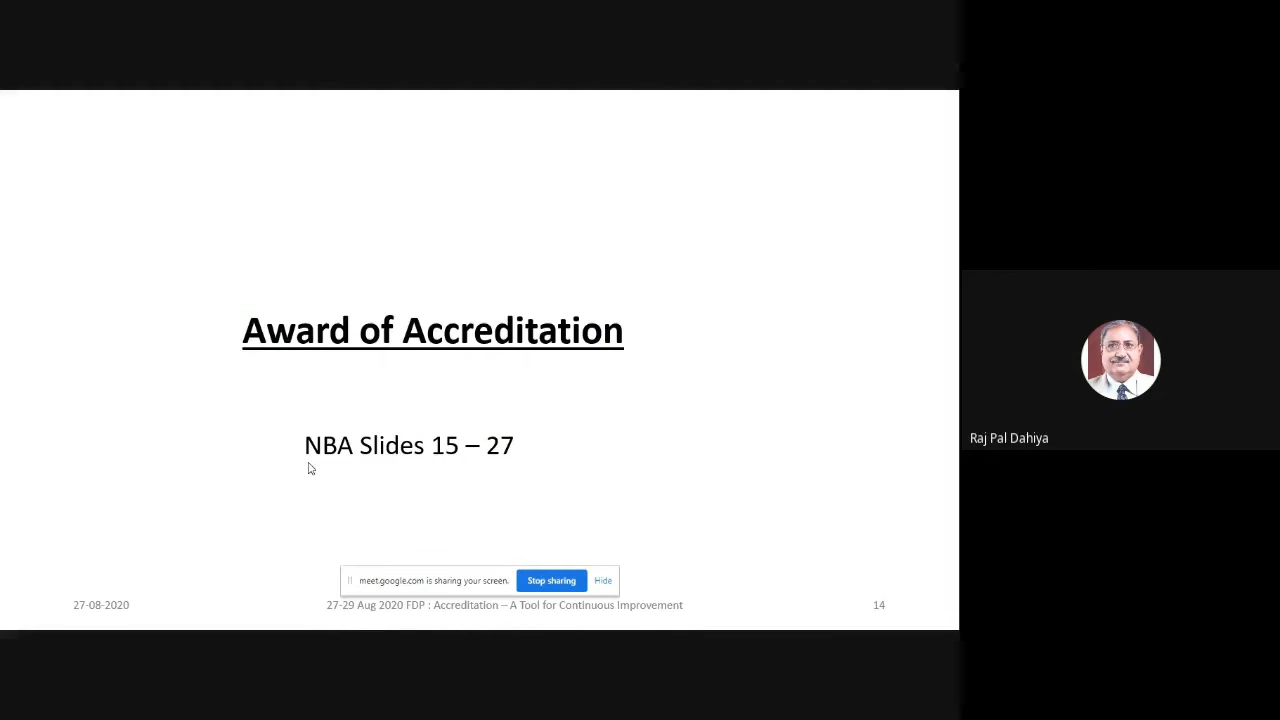 Award of Accreditation
NBA Slides 15 – 27
meet.google.com is sharing your screen.
Stop sharing
Hide
27-08-2020
27-29 Aug 2020 FDP : Accreditation – A Tool for Continuous Improvement
14
Raj Pal Dahiya